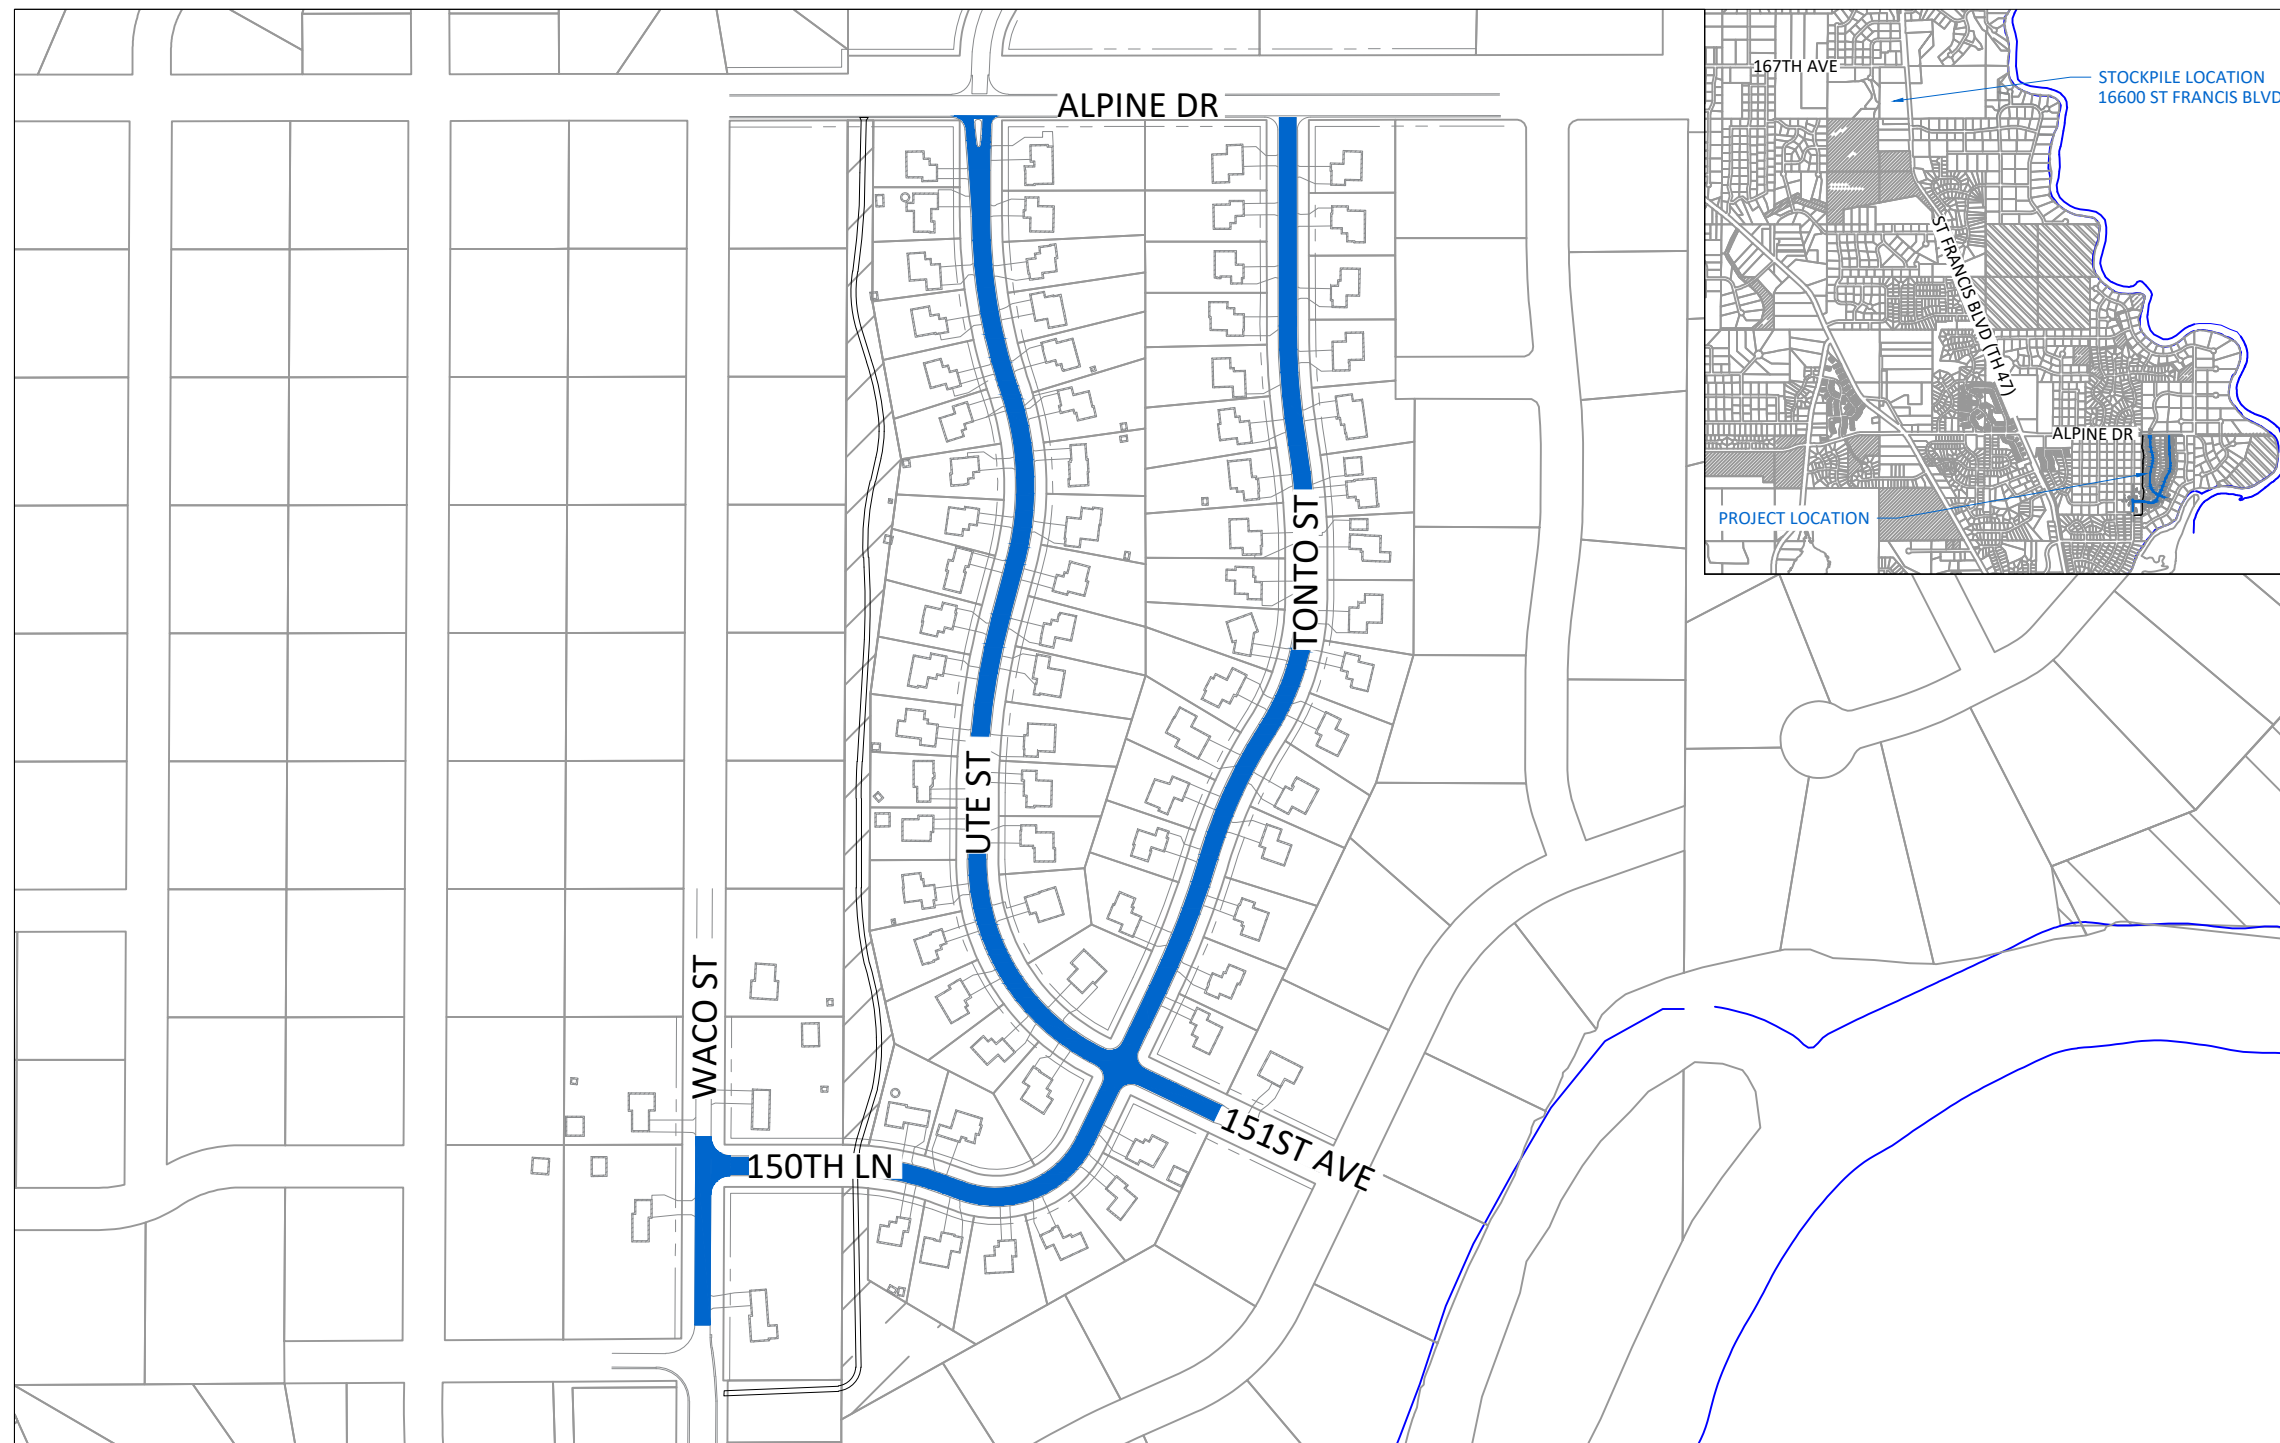 ALPINE DR
167TH AVE
STOCKPILE LOCATION
16600 ST FRANCIS BLVD
ST FRANCIS BLVD (TH 47)
ALPINE DR
PROJECT LOCATION
TONTO ST
UTE ST
WACO ST
151ST AVE
150TH LN